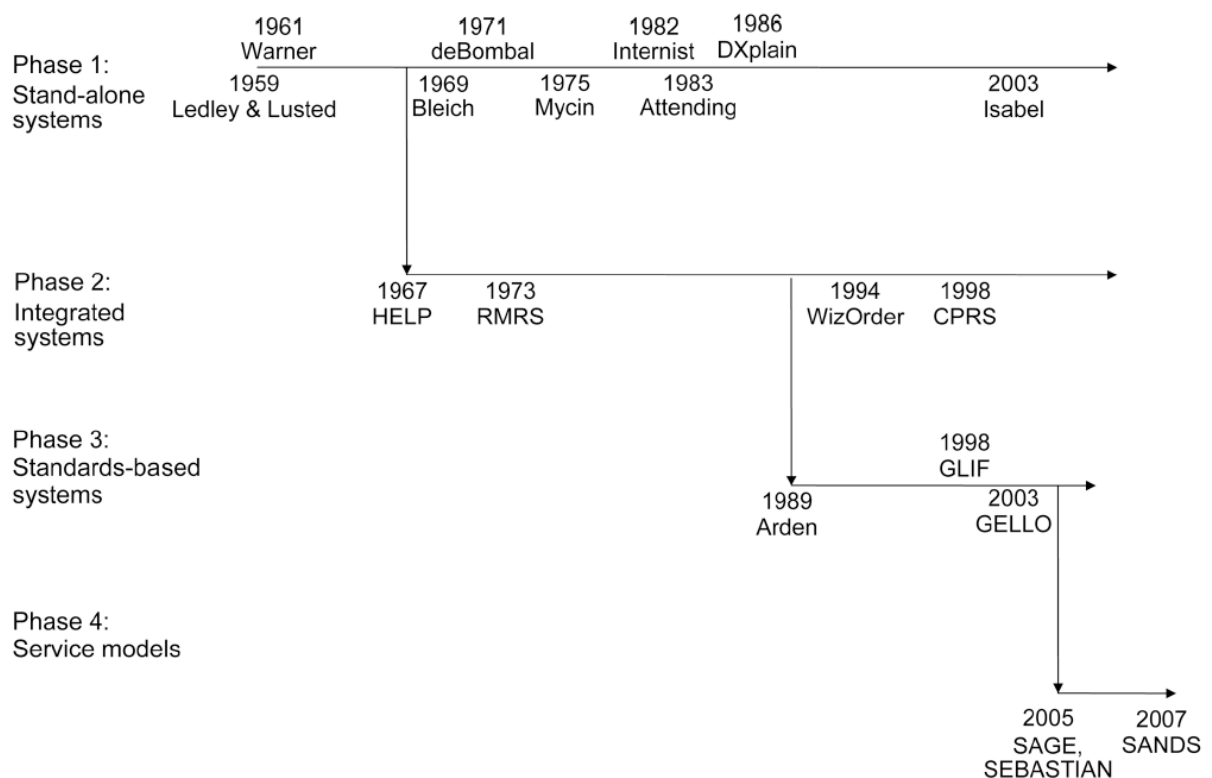 1961
Warner
1971
deBombal
1982
Internist
1986
DXplain
Phase 1:
Stand-alone
systems
1959
Ledley & Lusted
1969
Bleich
1975
Mycin
1983
Attending
2003
Isabel
Phase 2:
Integrated
systems
1967
HELP
1973
RMRS
1994
WizOrder
1998
CPRS
Phase 3:
Standards-based
systems
1998
GLIF
1989
Arden
2003
GELLO
Phase 4:
Service models
2005
SAGE,
SEBASTIAN
2007
SANDS